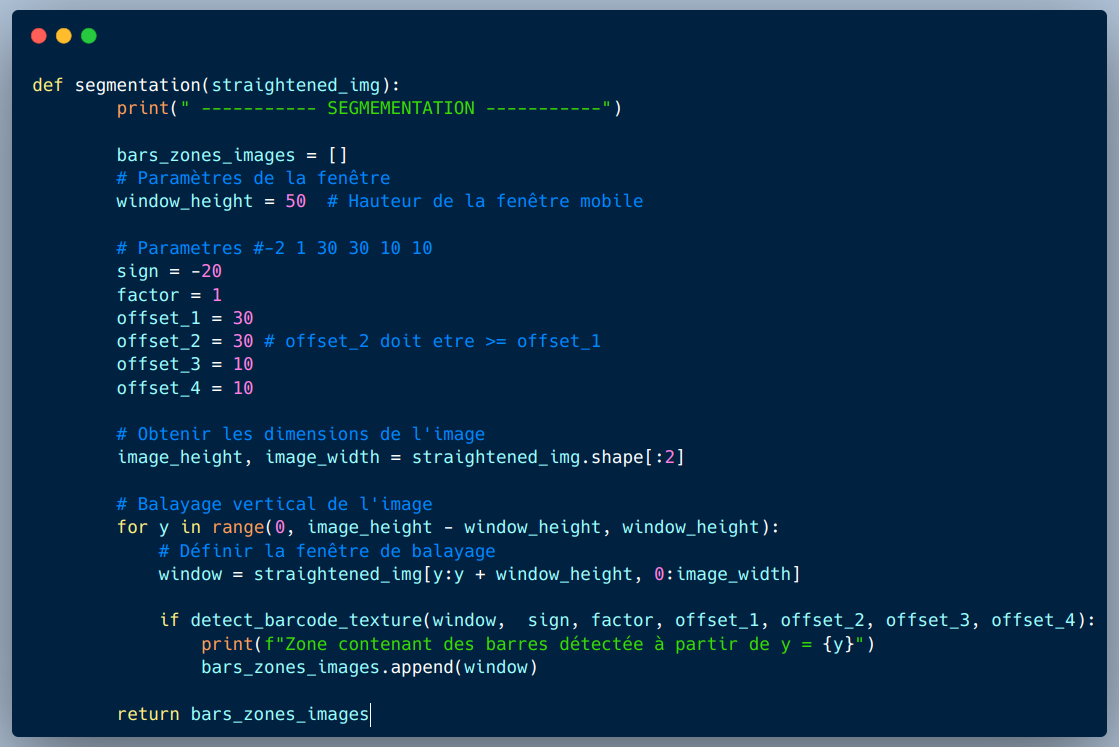 def segmentation(straightened_img):
        print(" ----------- SEGMEMENTATION -----------")

        bars_zones_images = []
        # Paramètres de la fenêtre
        window_height = 50  # Hauteur de la fenêtre mobile

        # Parametres #-2 1 30 30 10 10
        sign = -20
        factor = 1
        offset_1 = 30
        offset_2 = 30 # offset_2 doit etre >= offset_1
        offset_3 = 10
        offset_4 = 10

        # Obtenir les dimensions de l'image
        image_height, image_width = straightened_img.shape[:2]

        # Balayage vertical de l'image
        for y in range(0, image_height - window_height, window_height):
            # Définir la fenêtre de balayage
            window = straightened_img[y:y + window_height, 0:image_width]

            if detect_barcode_texture(window,  sign, factor, offset_1, offset_2, offset_3, offset_4):
                print(f"Zone contenant des barres détectée à partir de y = {y}")
                bars_zones_images.append(window)

        return bars_zones_images